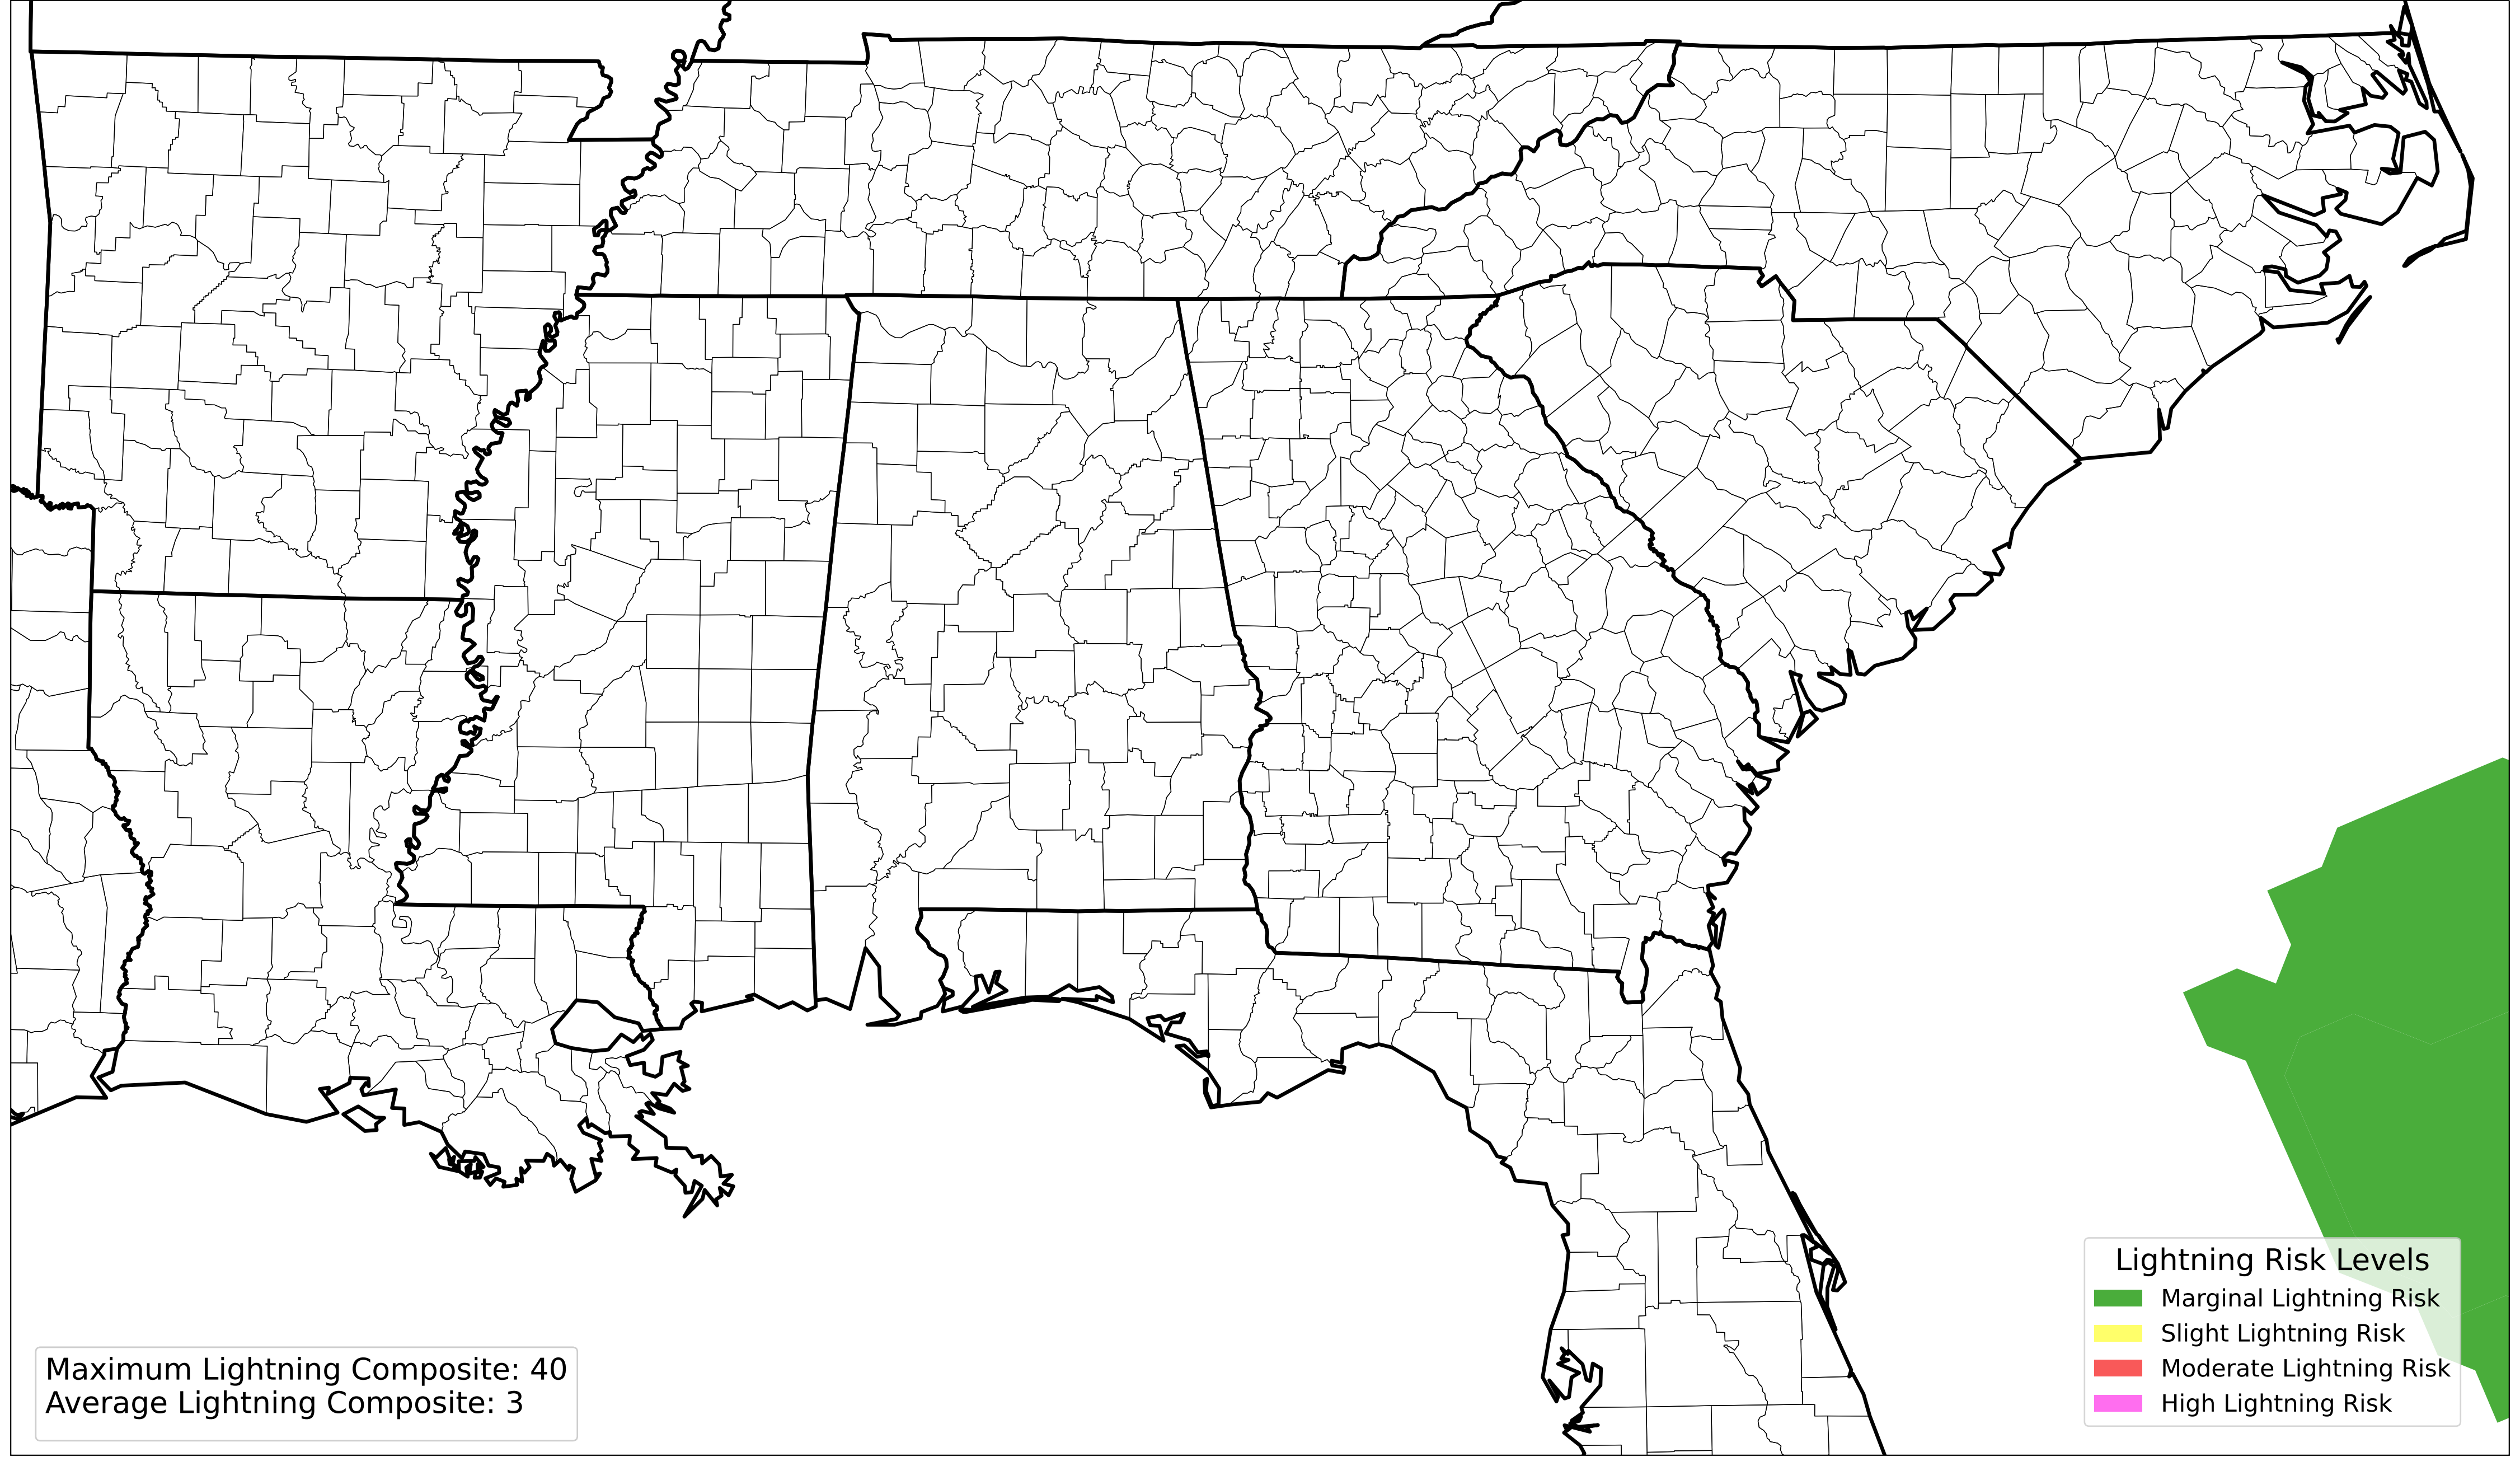 Lightning Risk Levels
Marginal Lightning Risk
Slight Lightning Risk
Moderate Lightning Risk
High Lightning Risk
Maximum Lightning Composite: 40
Average Lightning Composite: 3